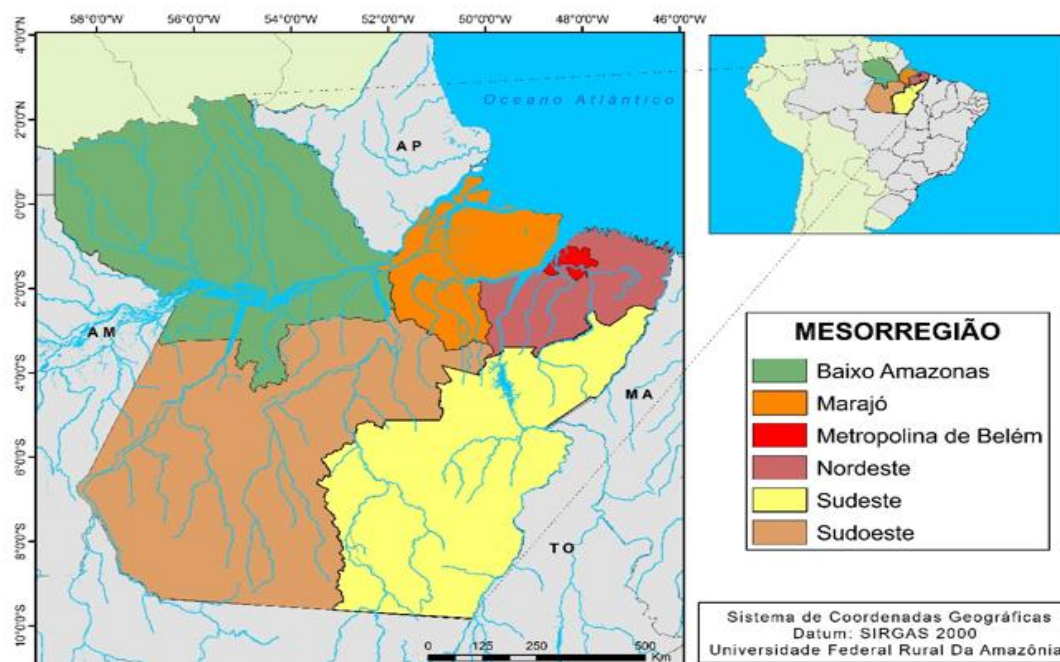 58°0'0"W 56°0'0"W 54°0'0"W 52°0'0"W 50°0'0"W 48°0'0"W 46°0'0"W
4°0'0"N
2°0'0"N
0°0'0"
2°0'0"S
4°0'0"S
6°0'0"S
8°0'0"S
10°0'0"S
Oceano Atlântico
AP
AM
MA
TO
0 125 250 500
Km
MESORREGIÃO
Baixo Amazonas
Marajó
Metropolina de Belém
Nordeste
Sudeste
Sudoeste
Sistema de Coordenadas Geográficas
Datum: SIRGAS 2000
Universidade Federal Rural Da Amazônia